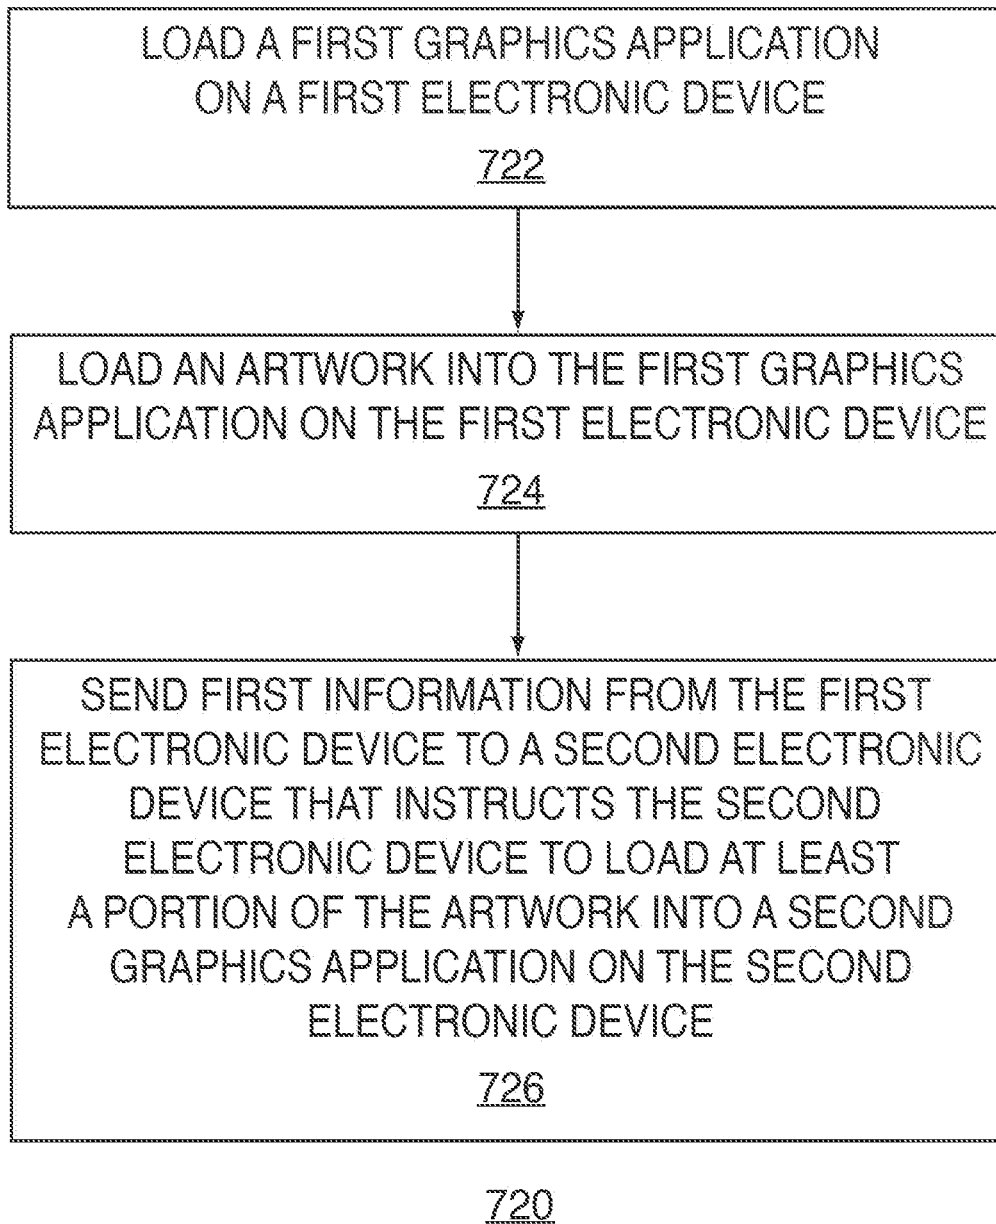 LOAD A FIRST GRAPHICS APPLICATION
ON A FIRST ELECTRONIC DEVICE
722
LOAD AN ARTWORK INTO THE FIRST GRAPHICS
APPLICATION ON THE FIRST ELECTRONIC DEVICE
724
SEND FIRST INFORMATION FROM THE FIRST
ELECTRONIC DEVICE TO A SECOND ELECTRONIC
DEVICE THAT INSTRUCTS THE SECOND
ELECTRONIC DEVICE TO LOAD AT LEAST
A PORTION OF THE ARTWORK INTO A SECOND
GRAPHICS APPLICATION ON THE SECOND
ELECTRONIC DEVICE
726
720